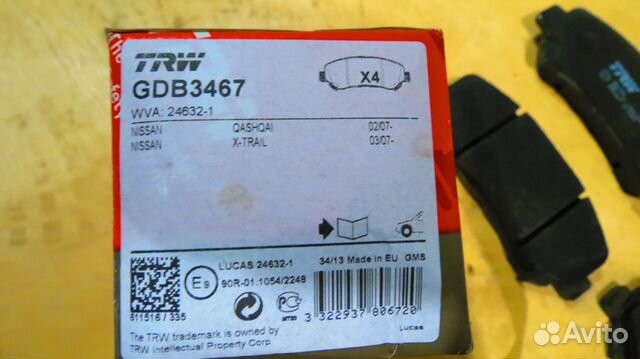 TRW
GDB3467
WVA: 24632-1
X4
NISSAN QASHQAI 02/07-
NISSAN X-TRAIL 03/07-
LUCAS 24632-1
34/13 Made in EU GMS
E9
90R-01.1054/2248
611516 / 335
3 322937 806720
Lucas
The TRW trademark is owned by
TRW Intellectual Property Corp.
TRW
Avito